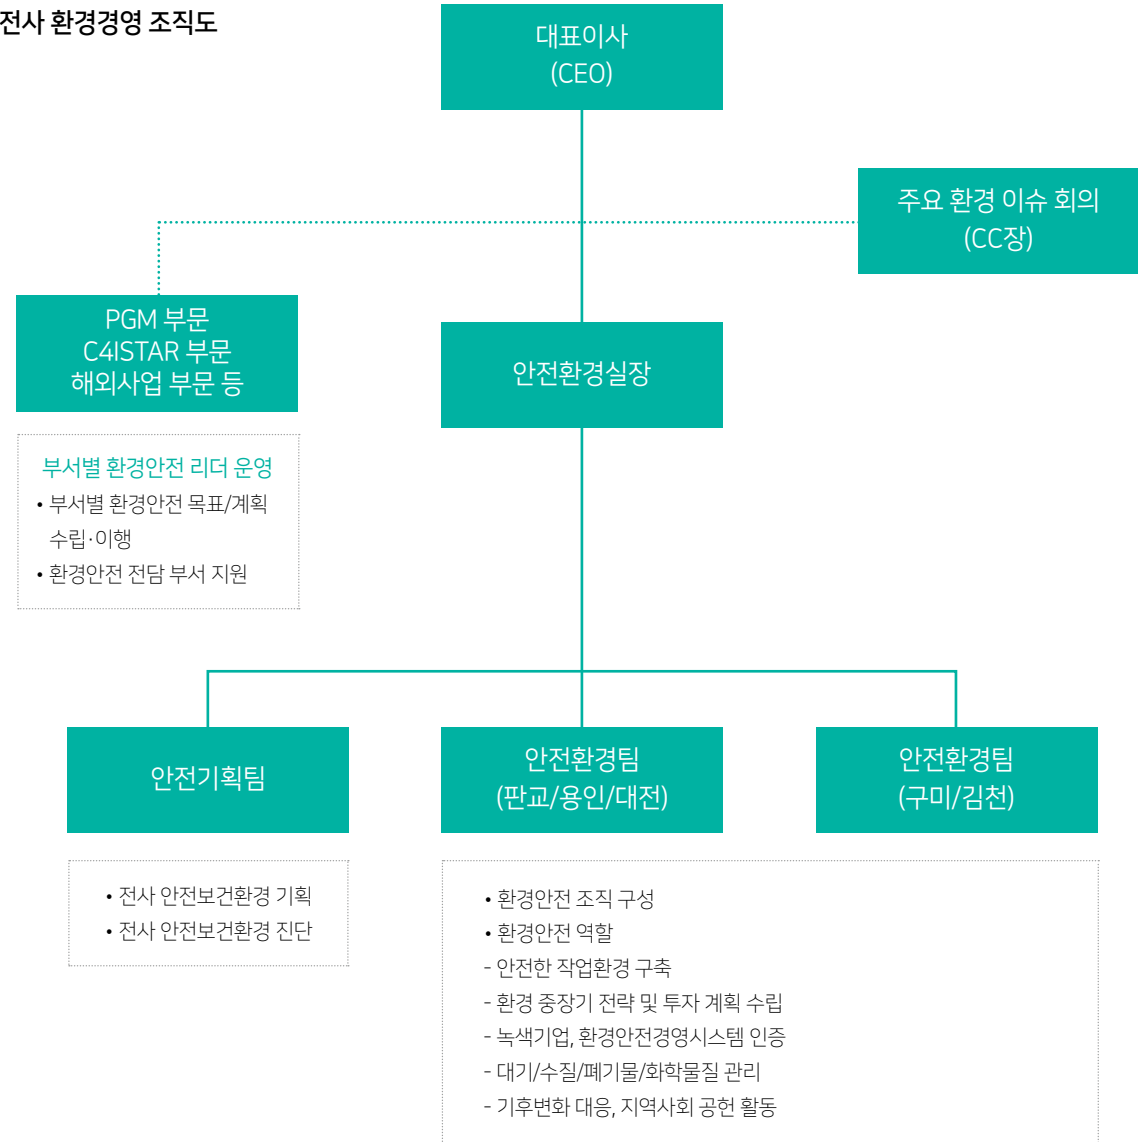 전사 환경경영 조직도
대표이사
(CEO)
주요 환경 이슈 회의
(CC장)
PGM 부문
C4ISTAR 부문
해외사업 부문 등
안전환경실장
부서별 환경안전 리더 운영
• 부서별 환경안전 목표/계획
수립·이행
• 환경안전 전담 부서 지원
안전기획팀
안전환경팀
(판교/용인/대전)
안전환경팀
(구미/김천)
• 전사 안전보건환경 기획
• 전사 안전보건환경 진단
• 환경안전 조직 구성
• 환경안전 역할
- 안전한 작업환경 구축
- 환경 중장기 전략 및 투자 계획 수립
- 녹색기업, 환경안전경영시스템 인증
- 대기/수질/폐기물/화학물질 관리
- 기후변화 대응, 지역사회 공헌 활동